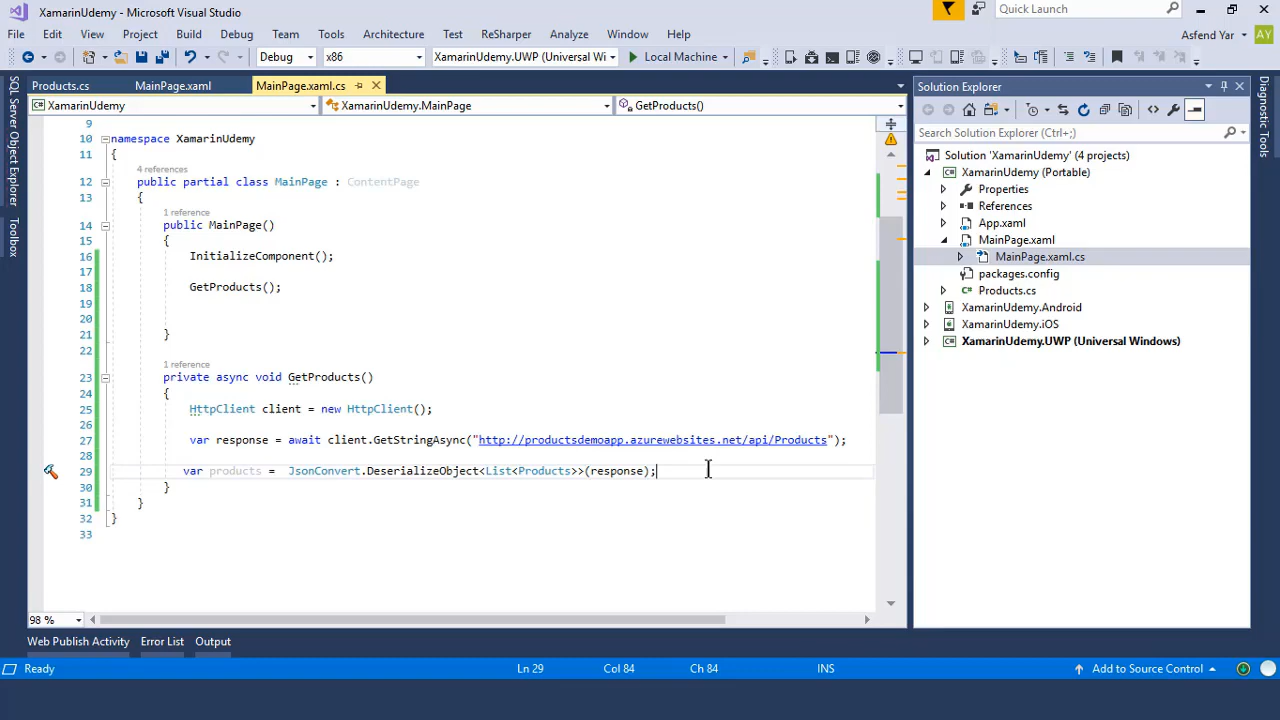 XamarinUdemy - Microsoft Visual Studio
Quick Launch
File Edit View Project Build Debug Team Tools Architecture Test ReSharper Analyze Window Help
Asfend Yar
AY
Debug x86 XamarinUdemy.UWP (Universal Wi Local Machine
SQL Server Object Explorer
Toolbox
Products.cs MainPage.xaml MainPage.xaml.cs
XamarinUdemy XamarinUdemy.MainPage GetProducts()
9
10 namespace XamarinUdemy
11 {
4 references
12 public partial class MainPage : ContentPage
13 {
1 reference
14 public MainPage()
15 {
16 InitializeComponent();
17
18 GetProducts();
19
20
21 }
22
1 reference
23 private async void GetProducts()
24 {
25 HttpClient client = new HttpClient();
26
27 var response = await client.GetStringAsync("http://productsdemoapp.azurewebsites.net/api/Products");
29 var products =  JsonConvert.DeserializeObject<List<Products>>(response);
30 }
31 }
32 }
33
98 %
Solution Explorer
Search Solution Explorer (Ctrl+;)
Solution 'XamarinUdemy' (4 projects)
XamarinUdemy (Portable)
Properties
References
App.xaml
MainPage.xaml
MainPage.xaml.cs
packages.config
Products.cs
XamarinUdemy.Android
XamarinUdemy.iOS
XamarinUdemy.UWP (Universal Windows)
Diagnostic Tools
Web Publish Activity Error List Output
Ready Ln 29 Col 84 Ch 84 INS Add to Source Control